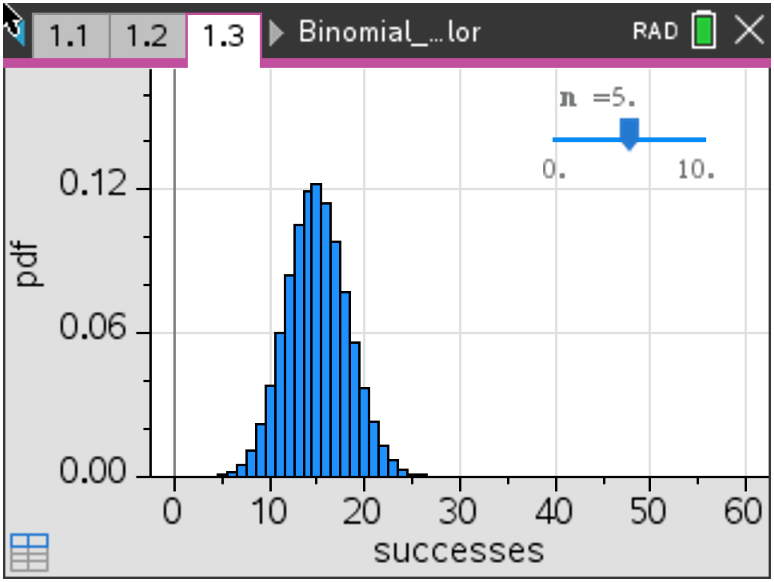 1.1 1.2 1.3 Binomial_…lor RAD
n =5.
0. 10.
0.12
pdf
0.06
0.00
0 10 20 30 40 50 60
successes